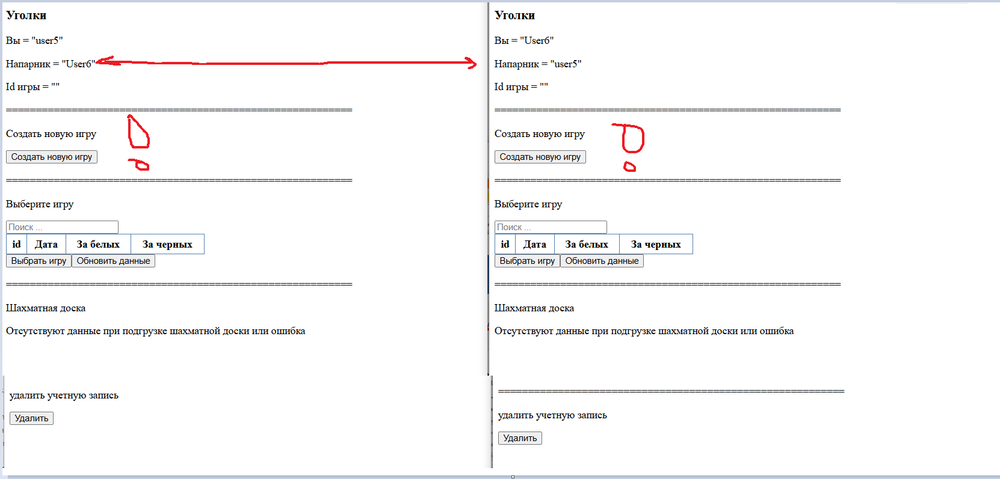 Уголки
Вы = "user5"
Напарник = "User6"
Id игры = ""
==========================================================
Создать новую игру
Создать новую игру
==========================================================
Выберите игру
Поиск ...
id Дата За белых За черных
Выбрать игру Обновить данные
==========================================================
Шахматная доска
Отсутствуют данные при подгрузке шахматной доски или ошибка
удалить учетную запись
Удалить
Уголки
Вы = "User6"
Напарник = "user5"
Id игры = ""
==========================================================
Создать новую игру
Создать новую игру
==========================================================
Выберите игру
Поиск ...
id Дата За белых За черных
Выбрать игру Обновить данные
==========================================================
Шахматная доска
Отсутствуют данные при подгрузке шахматной доски или ошибка
==========================================================
удалить учетную запись
Удалить